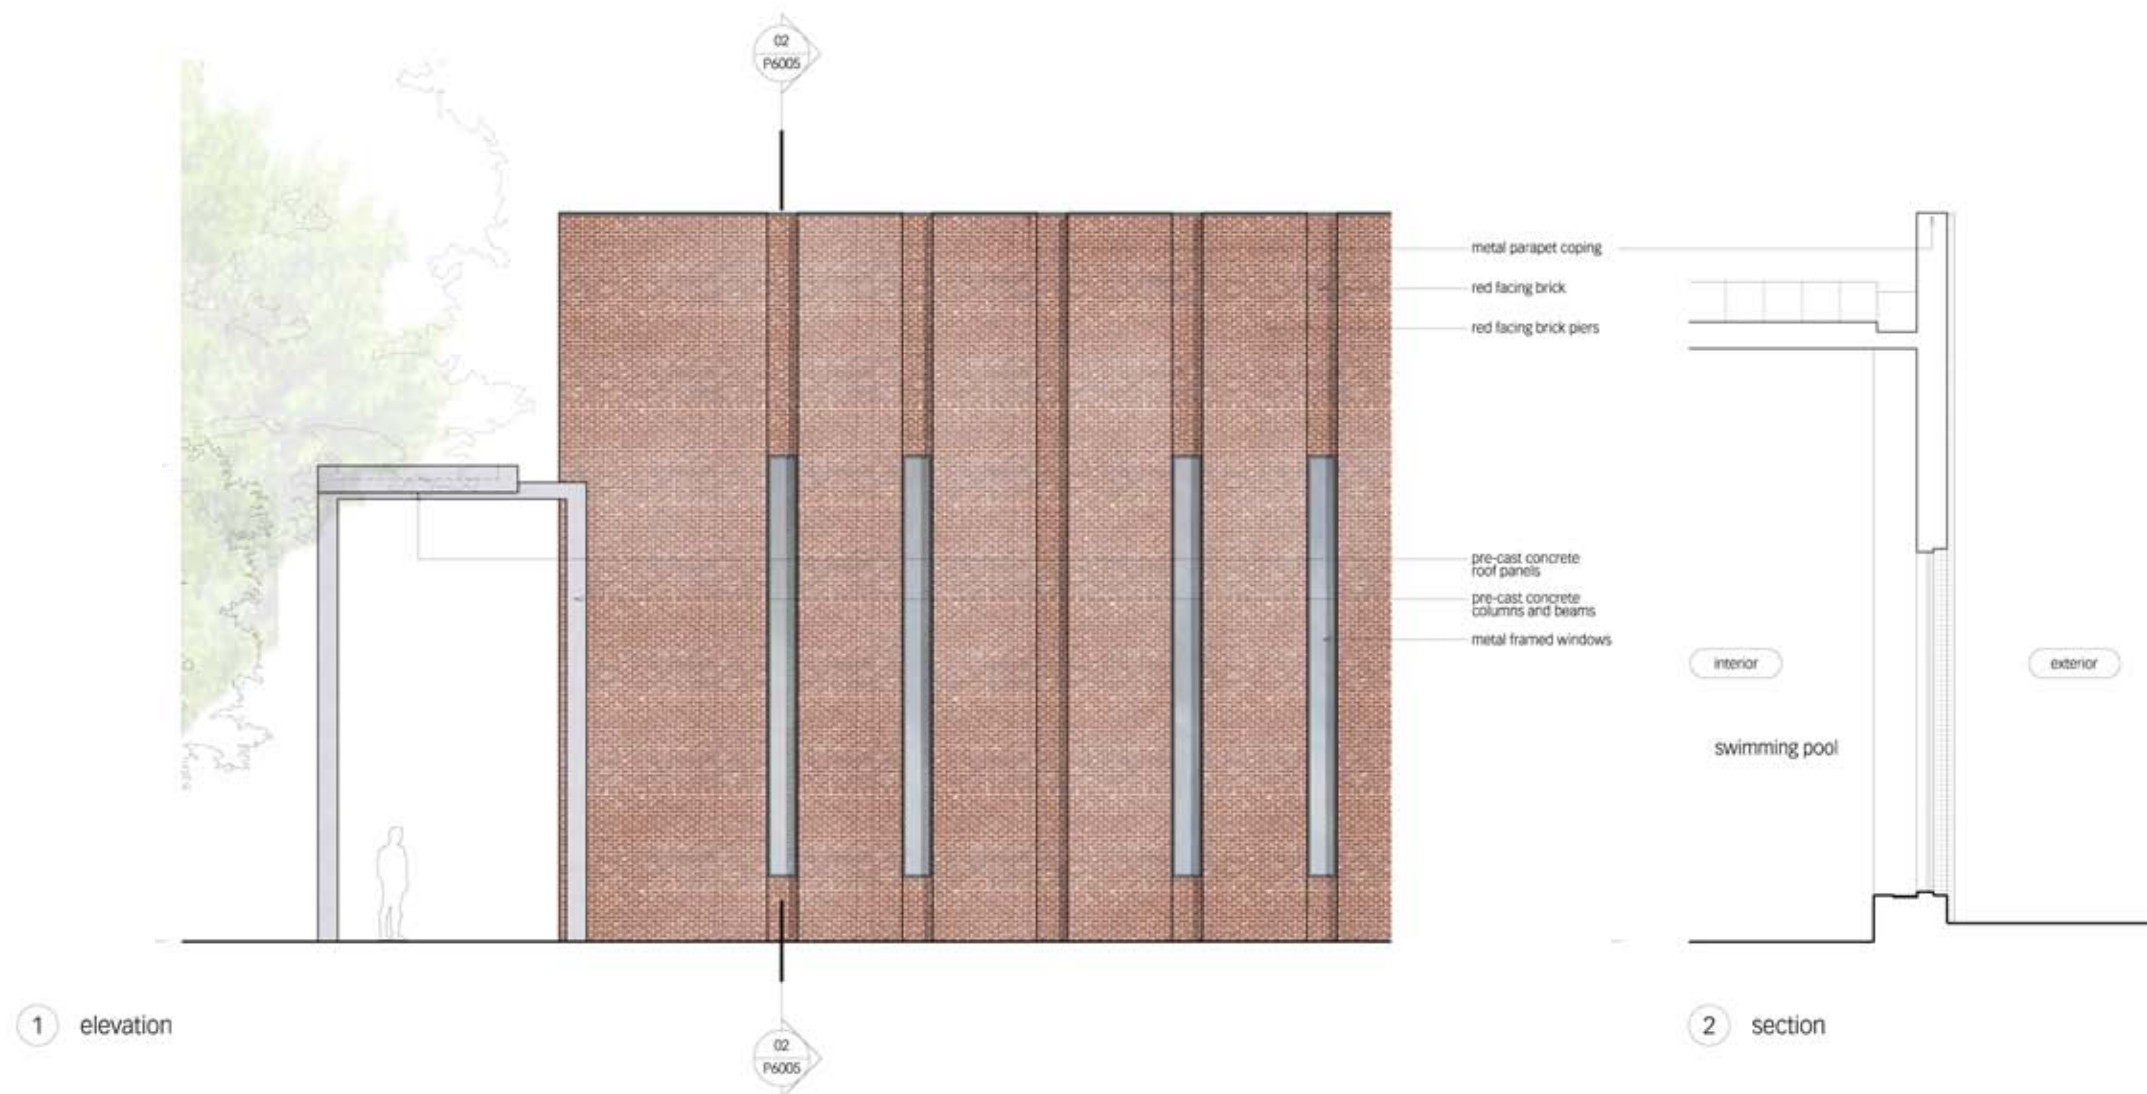 02
P6005
metal parapet coping
red facing brick
red facing brick piers
pre-cast concrete
roof panels
pre-cast concrete
columns and beams
metal framed windows
interior
exterior
swimming pool
1 elevation
2 section
02
P6005